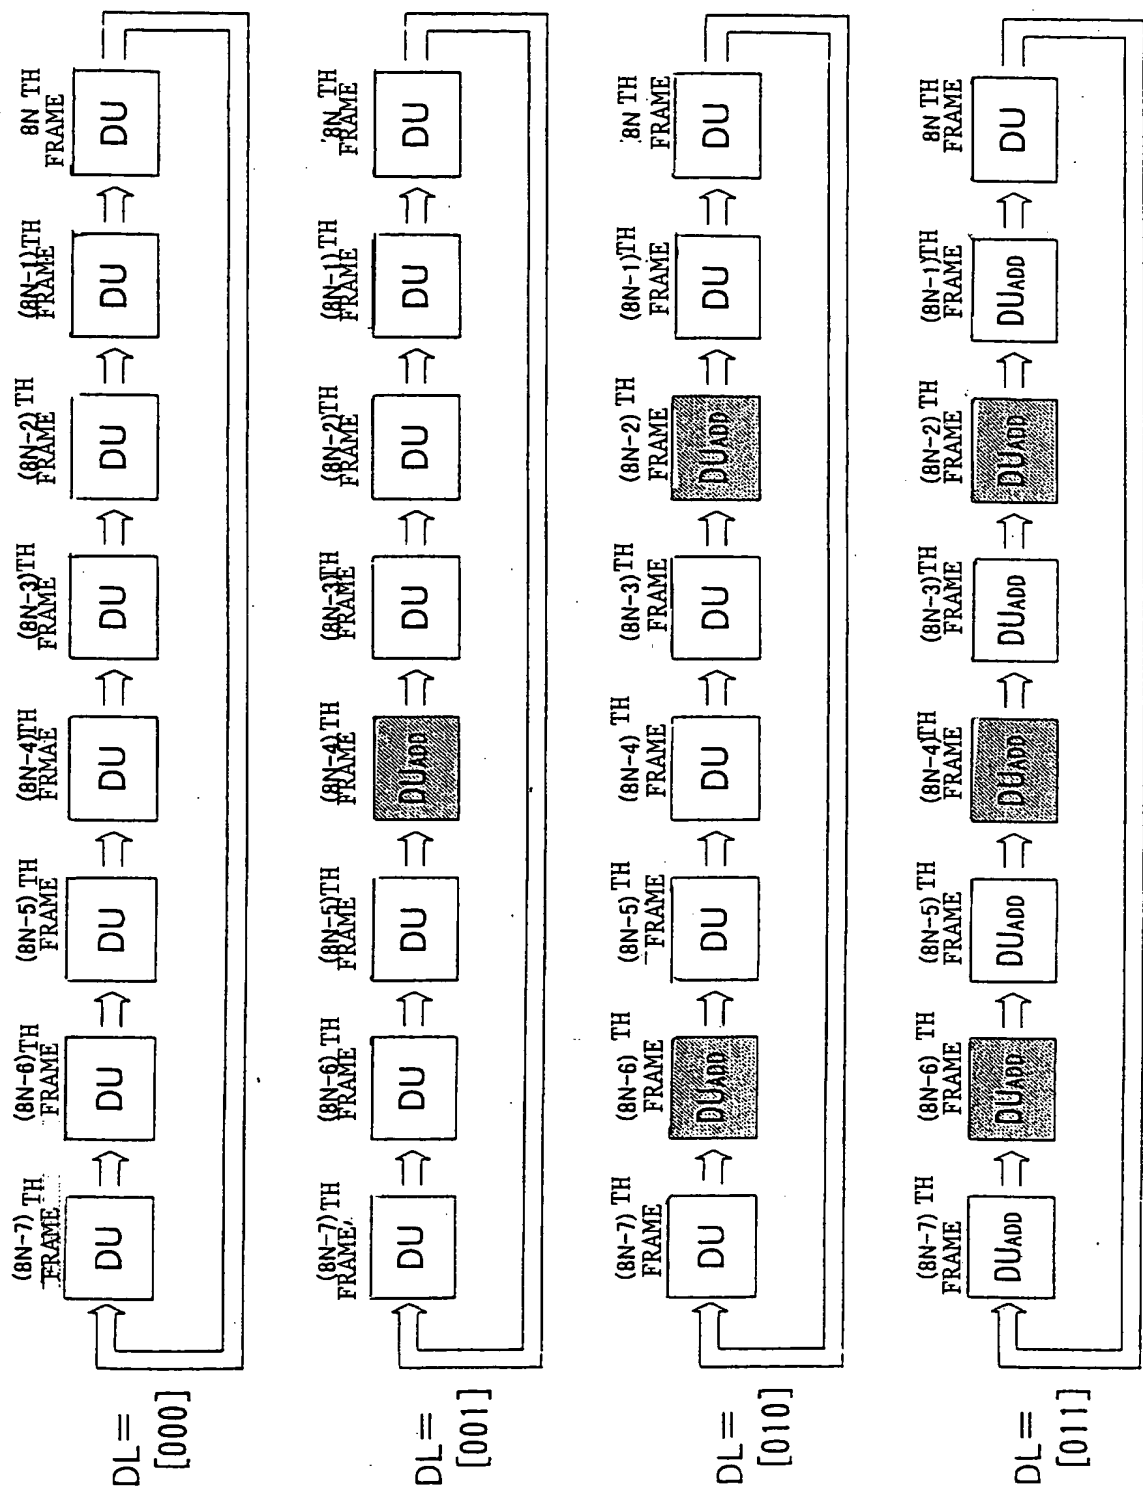 DL=
[000]
(8N-7) TH
FRAME
DU
(8N-6) TH
FRAME
DU
(8N-5) TH
FRAME
DU
(8N-4) TH
FRMAE
DU
(8N-3) TH
FRAME
DU
(8N-2) TH
FRAME
DU
(8N-1) TH
FRAME
DU
8N TH
FRAME
DU
DL=
[001]
(8N-7) TH
FRAME
DU
(8N-6) TH
FRAME
DU
(8N-5) TH
FRAME
DU
(8N-4) TH
FRAME
DUADD
(8N-3) TH
FRAME
DU
(8N-2) TH
FRAME
DU
(8N-1) TH
FRAME
DU
8N TH
FRAME
DU
DL=
[010]
(8N-7) TH
FRAME
DU
(8N-6) TH
FRAME
DUADD
(8N-5) TH
FRAME
DU
(8N-4) TH
FRAME
DU
(8N-3) TH
FRAME
DU
(8N-2) TH
FRAME
DUADD
(8N-1) TH
FRAME
DU
8N TH
FRAME
DU
DL=
[011]
(8N-7) TH
FRAME
DUADD
(8N-6) TH
FRAME
DUADD
(8N-5) TH
FRAME
DUADD
(8N-4) TH
FRAME
DUADD
(8N-3) TH
FRAME
DUADD
(8N-2) TH
FRAME
DUADD
(8N-1) TH
FRAME
DUADD
8N TH
FRAME
DU